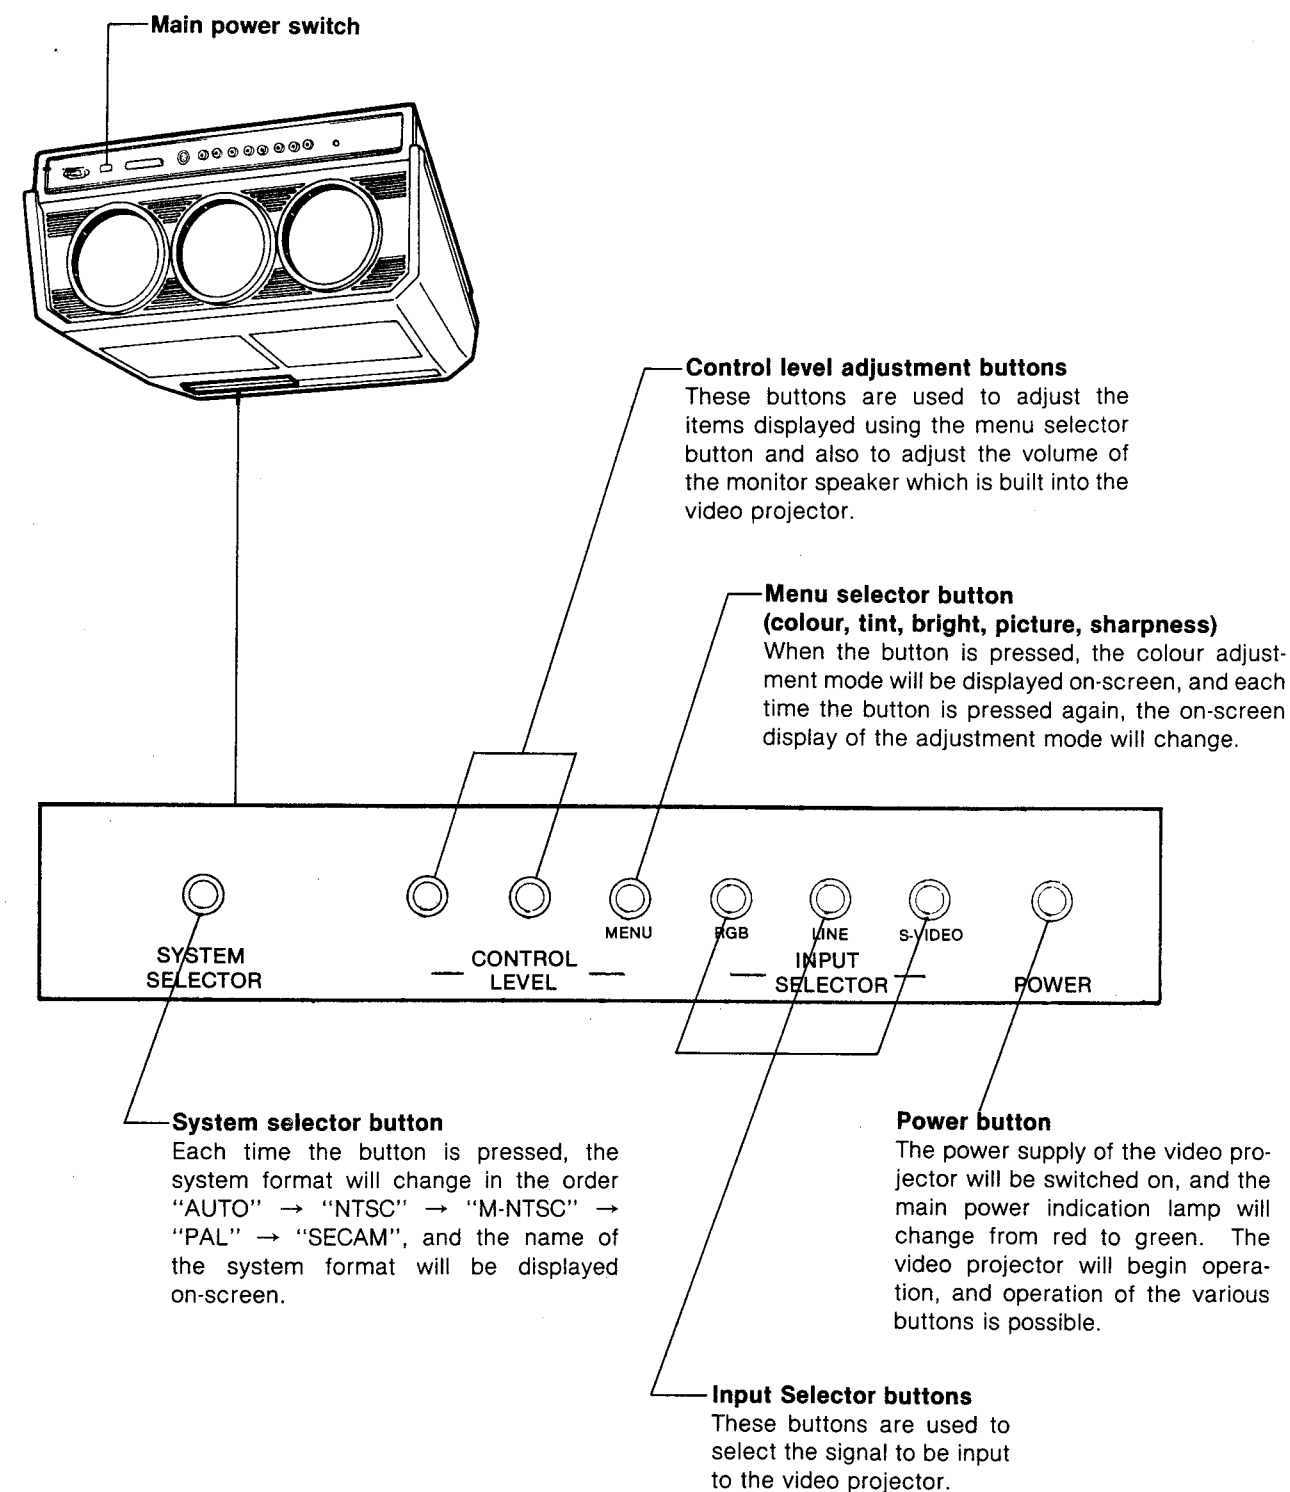 Main power switch
Control level adjustment buttons
These buttons are used to adjust the
items displayed using the menu selector
button and also to adjust the volume of
the monitor speaker which is built into the
video projector.
Menu selector button
(colour, tint, bright, picture, sharpness)
When the button is pressed, the colour adjust-
ment mode will be displayed on-screen, and each
time the button is pressed again, the on-screen
display of the adjustment mode will change.
MENU RGB LINE S-VIDEO
SYSTEM
SELECTOR
CONTROL
LEVEL
INPUT
SELECTOR
POWER
System selector button
Each time the button is pressed, the
system format will change in the order
“AUTO” → “NTSC” → “M-NTSC” →
“PAL” → “SECAM”, and the name of
the system format will be displayed
on-screen.
Power button
The power supply of the video pro-
jector will be switched on, and the
main power indication lamp will
change from red to green. The
video projector will begin opera-
tion, and operation of the various
buttons is possible.
Input Selector buttons
These buttons are used to
select the signal to be input
to the video projector.